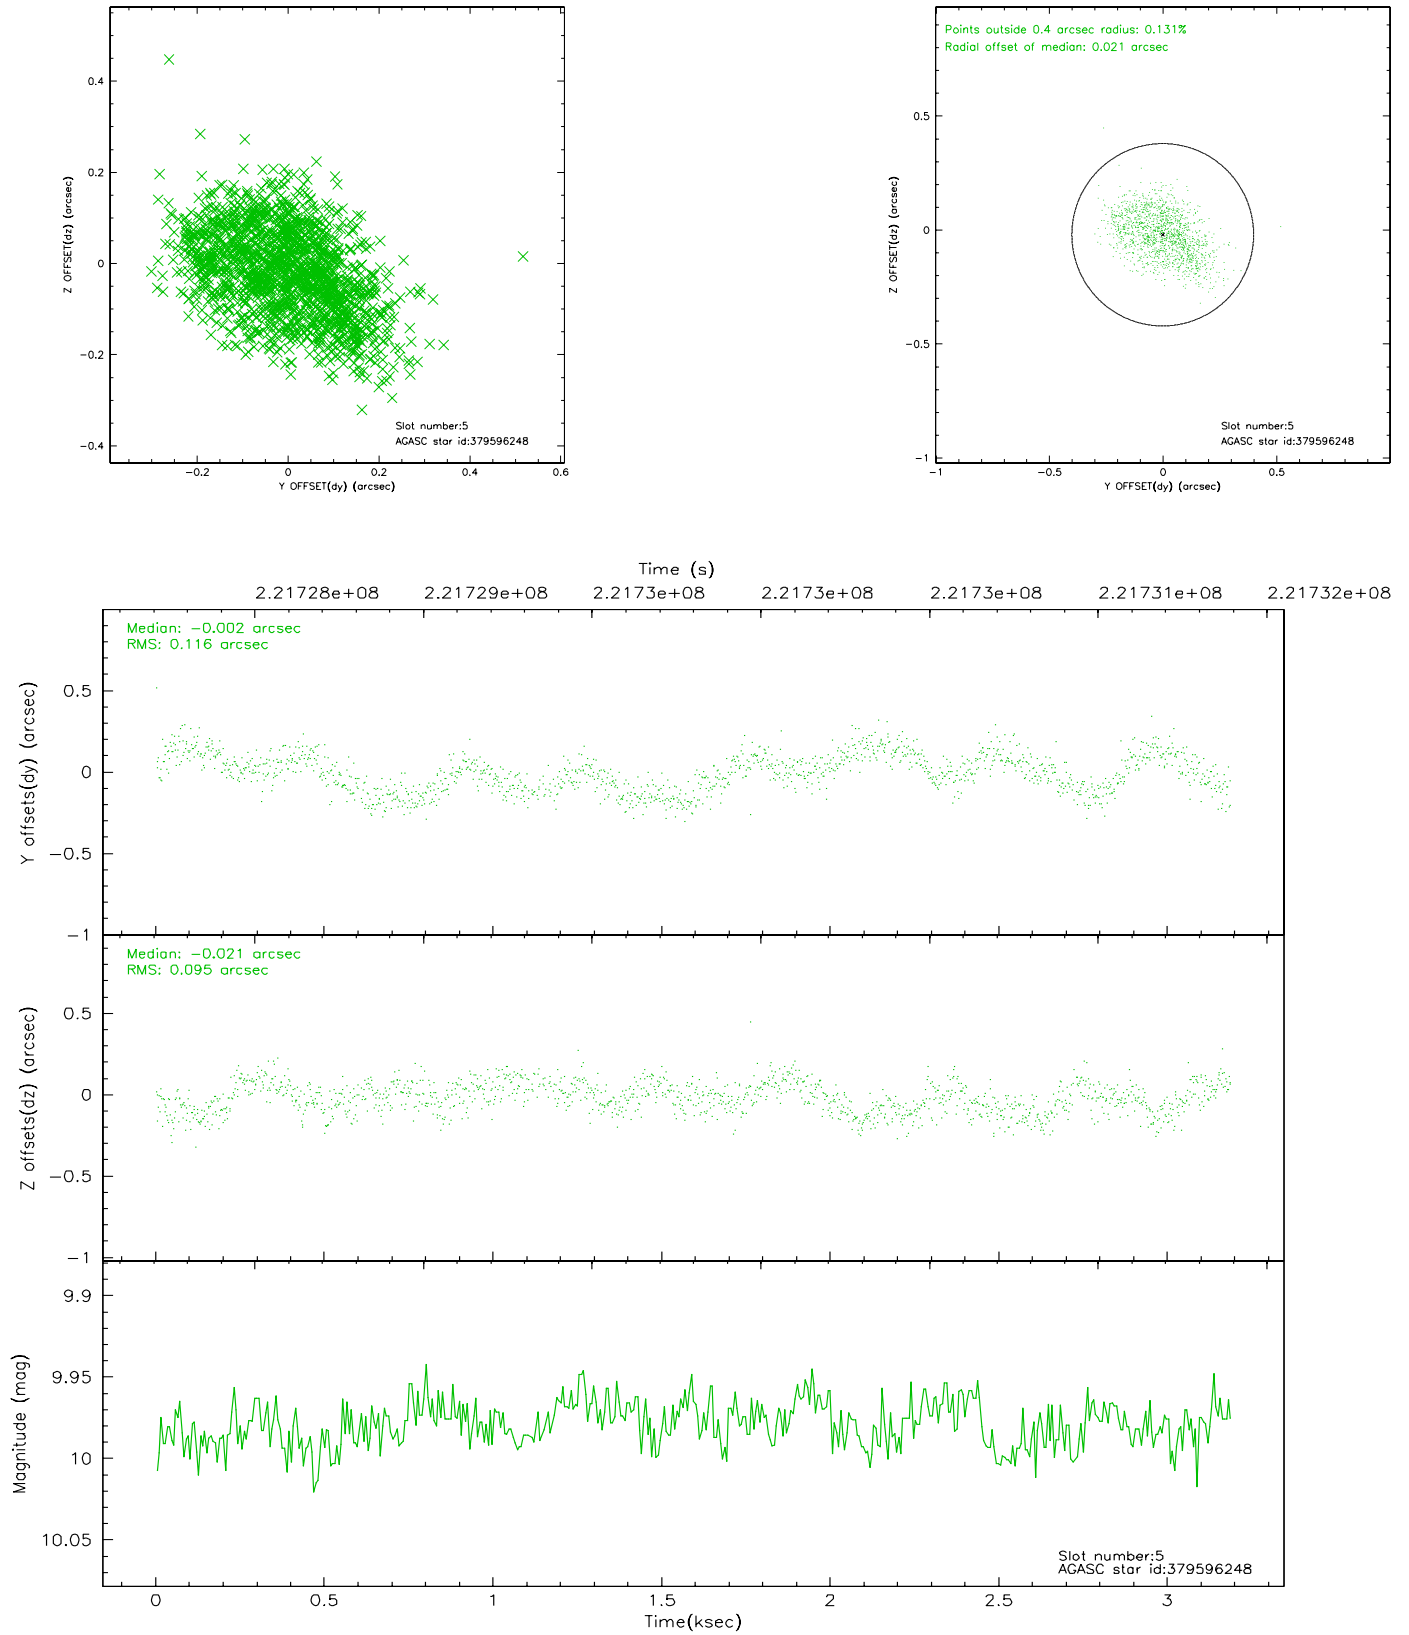 0.4
0.2
0
−0.2
−0.4
Z OFFSET(dz) (arcsec)
Slot number:5
AGASC star id:379596248
−0.2 0 0.2 0.4 0.6
Y OFFSET(dy) (arcsec)
Points outside 0.4 arcsec radius: 0.131%
Radial offset of median: 0.021 arcsec
0.5
0
−0.5
−1
Z OFFSET(dz) (arcsec)
Slot number:5
AGASC star id:379596248
−1 −0.5 0 0.5
Y OFFSET(dy) (arcsec)
Time (s)
2.21728e+08 2.21729e+08 2.2173e+08 2.2173e+08 2.2173e+08 2.21731e+08 2.21732e+08
Median: −0.002 arcsec
RMS: 0.116 arcsec
0.5
0
−0.5
−1
Y offsets(dy) (arcsec)
Median: −0.021 arcsec
RMS: 0.095 arcsec
0.5
0
−0.5
−1
Z offsets(dz) (arcsec)
9.9
9.95
10
10.05
Magnitude (mag)
Slot number:5
AGASC star id:379596248
0 0.5 1 1.5 2 2.5 3
Time(ksec)